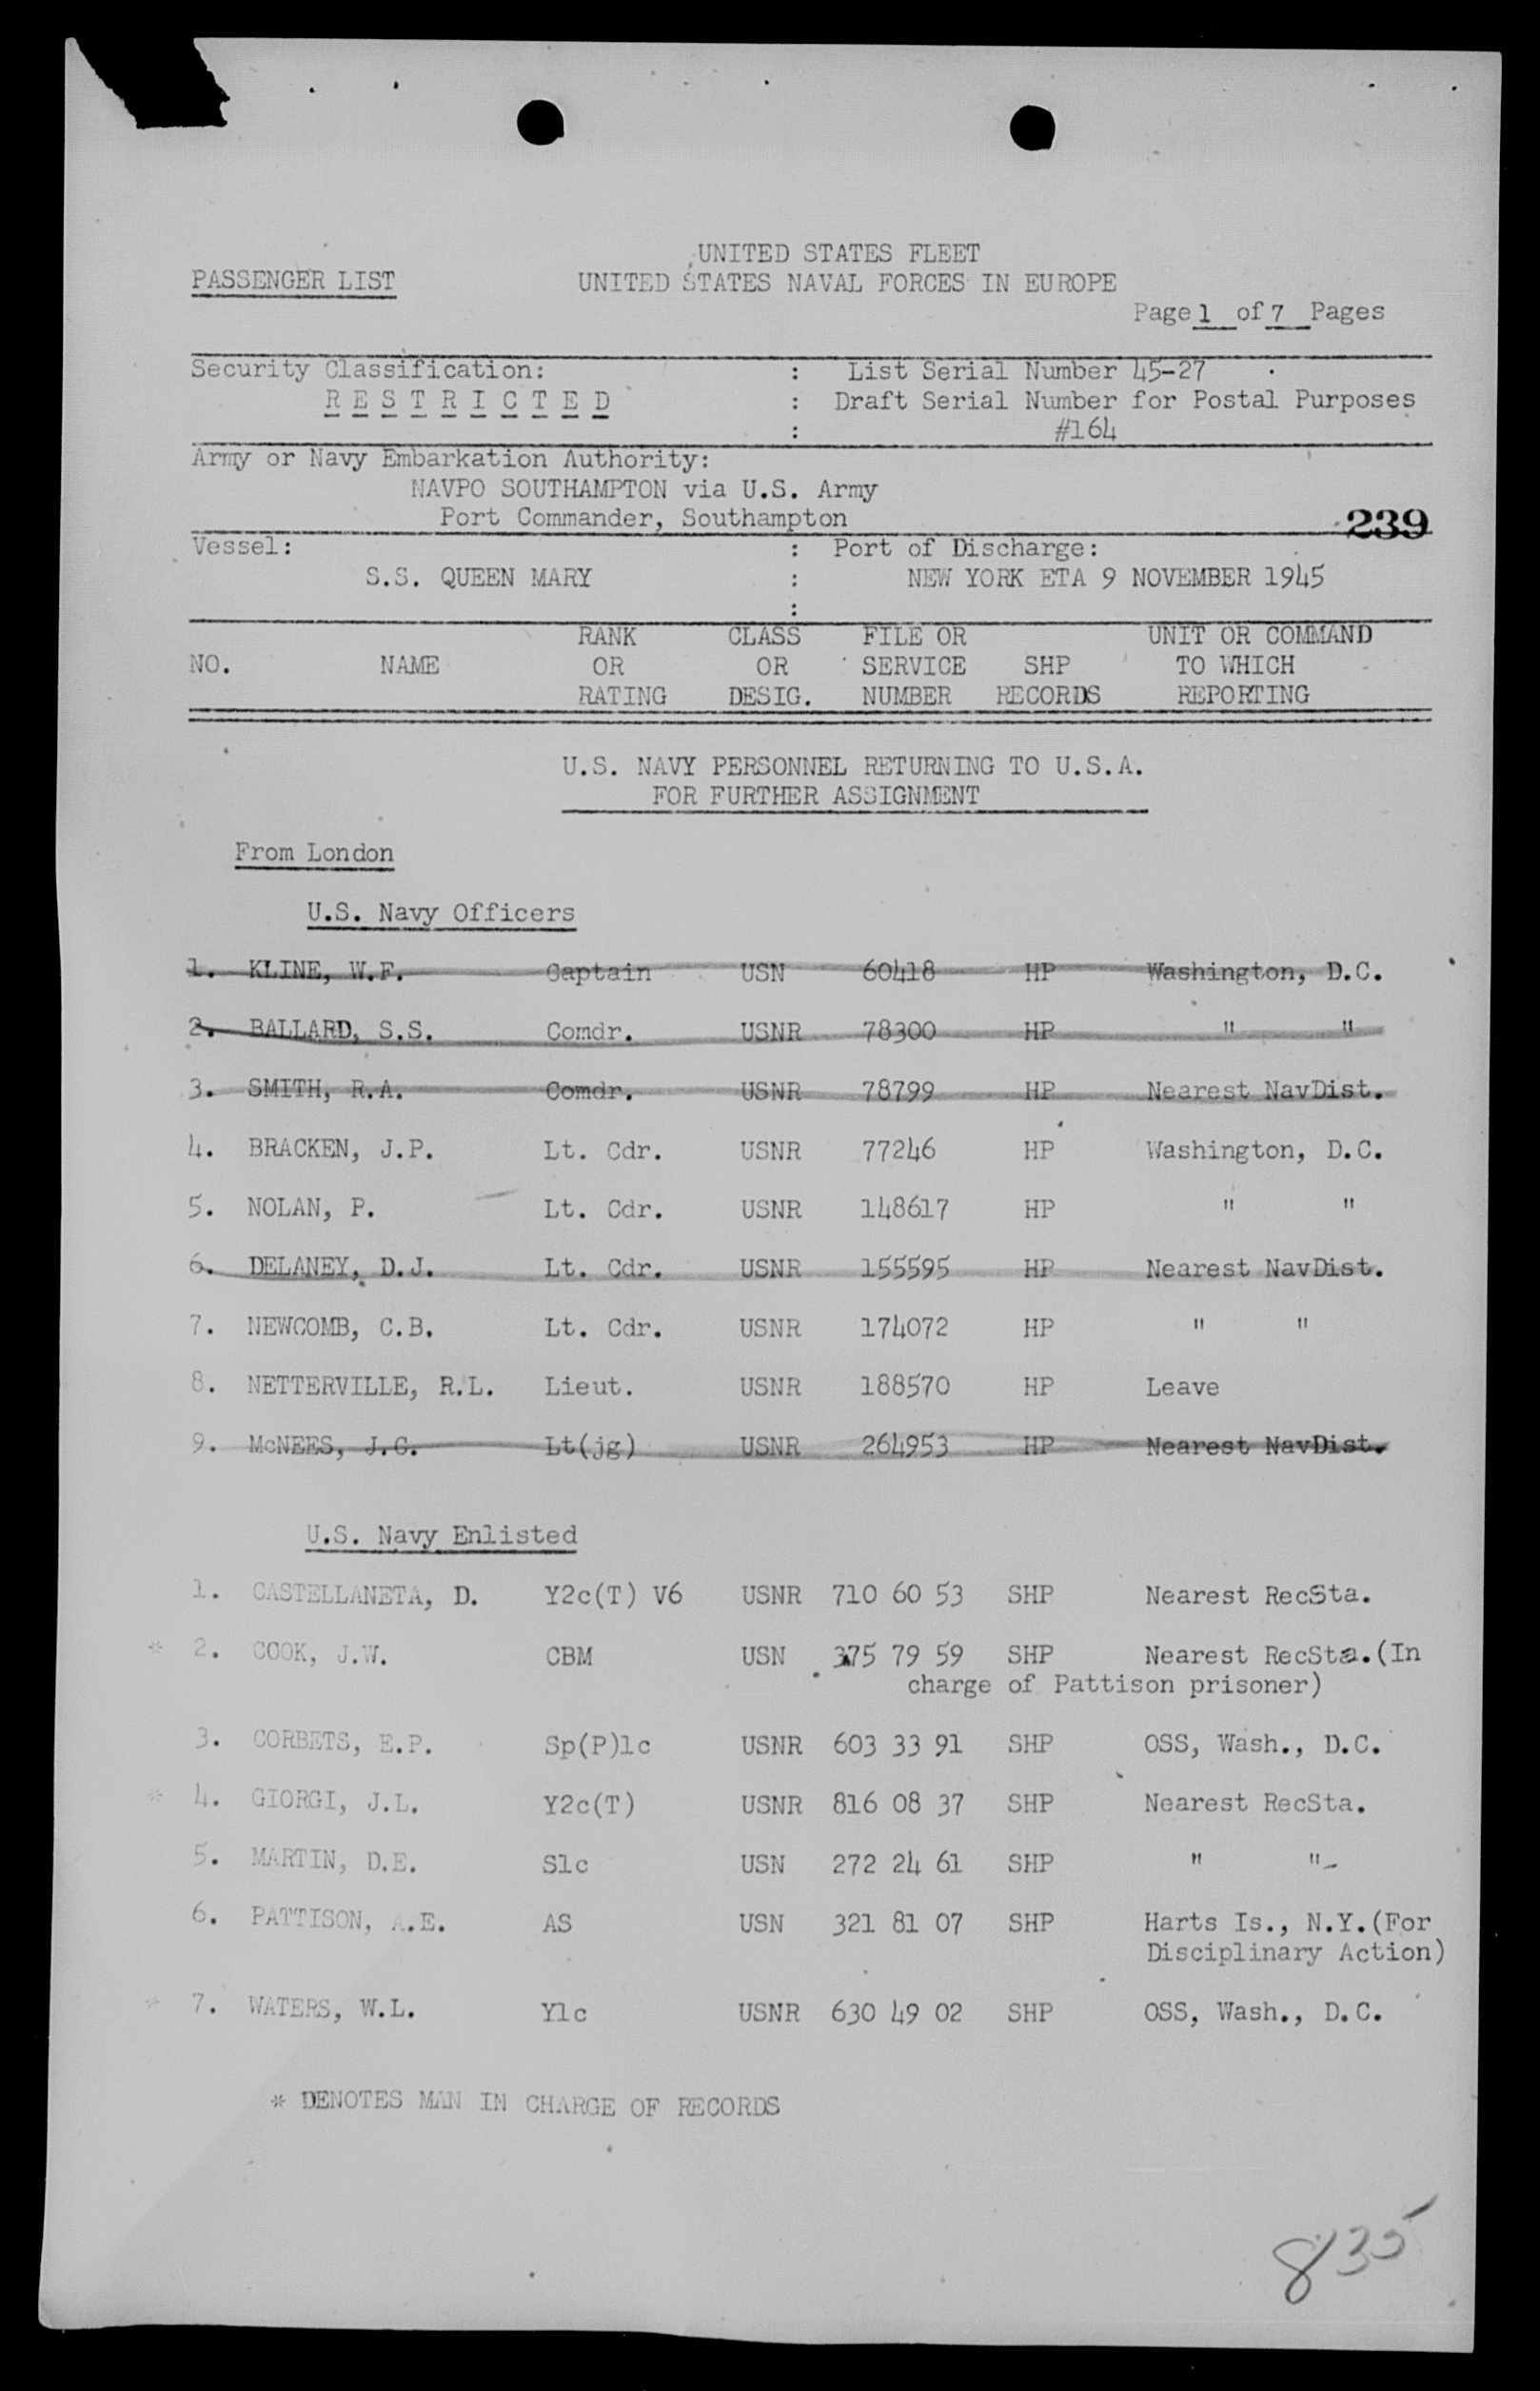 UNITED STATES FLEET
PASSENGER LIST UNITED STATES NAVAL FORCES IN EUROPE
Page 1 of 7 Pages
Security Classification: : List Serial Number 45-27
R E S T R I C T E D : Draft Serial Number for Postal Purposes
: #164
Army or Navy Embarkation Authority:
NAVPO SOUTHAMPTON via U.S. Army
Port Commander, Southampton 239
Vessel: : Port of Discharge:
S.S. QUEEN MARY : NEW YORK ETA 9 NOVEMBER 1945
:
RANK CLASS FILE OR UNIT OR COMMAND
NO. NAME OR OR SERVICE SHP TO WHICH
RATING DESIG. NUMBER RECORDS REPORTING
U.S. NAVY PERSONNEL RETURNING TO U.S.A.
FOR FURTHER ASSIGNMENT
From London
U.S. Navy Officers
1. KLINE, W.F. Captain USN 60418 HP Washington, D.C.
2. BALLARD, S.S. Comdr. USNR 78300 HP " "
3. SMITH, R.A. Comdr. USNR 78799 HP Nearest NavDist.
4. BRACKEN, J.P. Lt. Cdr. USNR 77246 HP Washington, D.C.
5. NOLAN, P. Lt. Cdr. USNR 148617 HP " "
6. DELANEY, D.J. Lt. Cdr. USNR 155595 HP Nearest NavDist.
7. NEWCOMB, C.B. Lt. Cdr. USNR 174072 HP " "
8. NETTERVILLE, R.L. Lieut. USNR 188570 HP Leave
9. McNEES, J.C. Lt(jg) USNR 264953 HP Nearest NavDist.
U.S. Navy Enlisted
1. CASTELLANETA, D. Y2c(T) V6 USNR 710 60 53 SHP Nearest RecSta.
* 2. COOK, J.W. CBM USN 375 79 59 SHP Nearest RecSta.(In
charge of Pattison prisoner)
3. CORBETS, E.P. Sp(P)1c USNR 603 33 91 SHP OSS, Wash., D.C.
* 4. GIORGI, J.L. Y2c(T) USNR 816 08 37 SHP Nearest RecSta.
5. MARTIN, D.E. S1c USN 272 24 61 SHP " "
6. PATTISON, A.E. AS USN 321 81 07 SHP Harts Is., N.Y.(For
Disciplinary Action)
* 7. WATERS, W.L. Y1c USNR 630 49 02 SHP OSS, Wash., D.C.
* DENOTES MAN IN CHARGE OF RECORDS
835